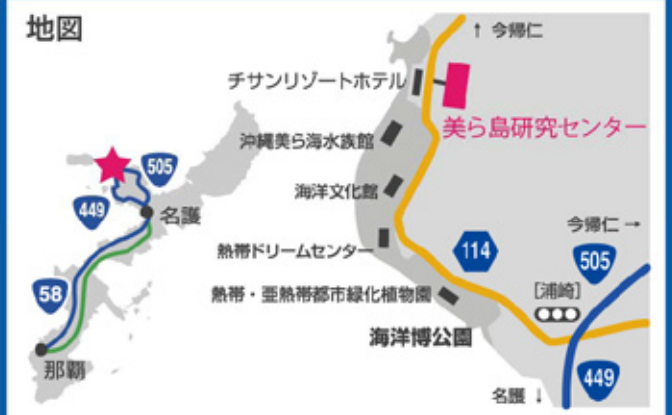 地図
↑ 今帰仁
チサンリゾートホテル
美ら島研究センター
沖縄美ら海水族館
海洋文化館
熱帯ドリームセンター
熱帯・亜熱帯都市緑化植物園
海洋博公園
114
今帰仁 →
505
[浦崎]
449
名護 ↓
505
449
名護
58
那覇